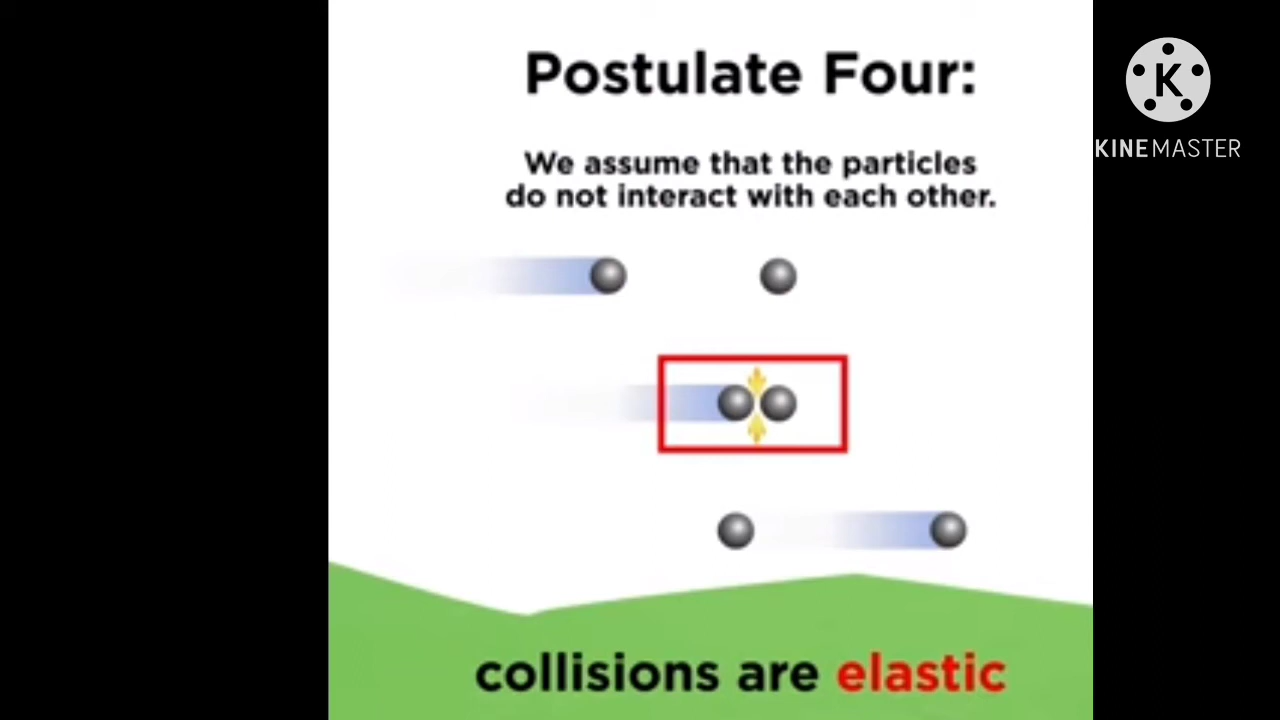 Postulate Four:
We assume that the particles
do not interact with each other.
collisions are elastic
K
KINEMASTER